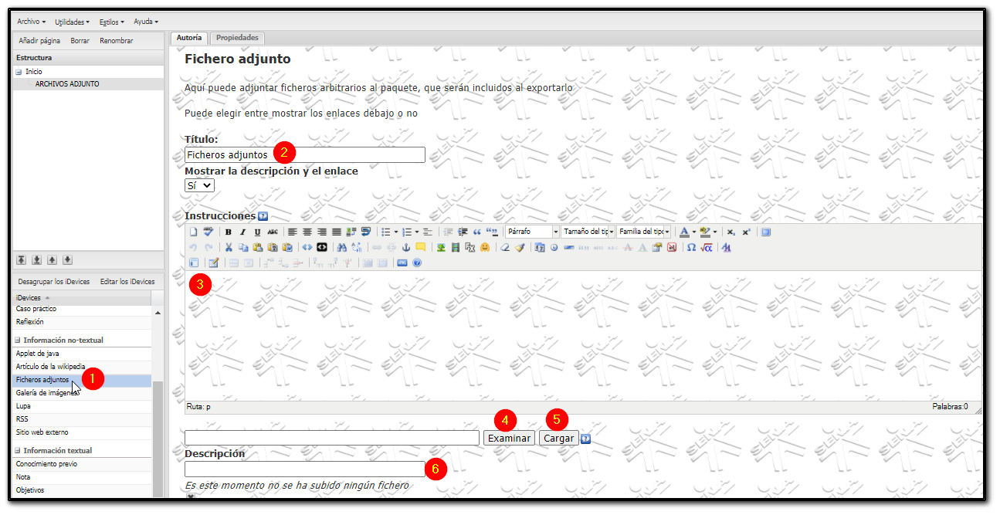 Archivo Utilidades Estilos Ayuda
Añadir página Borrar Renombrar
Estructura
Inicio
ARCHIVOS ADJUNTO
Desagrupar los iDevices Editar los iDevices
iDevices
Caso práctico
Reflexión
Información no-textual
Applet de java
Artículo de la wikipedia
Ficheros adjuntos 1
Galería de imágenes
Lupa
RSS
Sitio web externo
Información textual
Conocimiento previo
Nota
Objetivos
Autoría Propiedades
Fichero adjunto
Aquí puede adjuntar ficheros arbitrarios al paquete, que serán incluidos al exportarlo
Puede elegir entre mostrar los enlaces debajo o no
Título:
Ficheros adjuntos 2
Mostrar la descripción y el enlace
Sí
Instrucciones
B I U ABC Párrafo Tamaño del tip Familia del tipo
3
Ruta: p Palabras:0
4 5
Examinar Cargar
Descripción
6
Es este momento no se ha subido ningún fichero